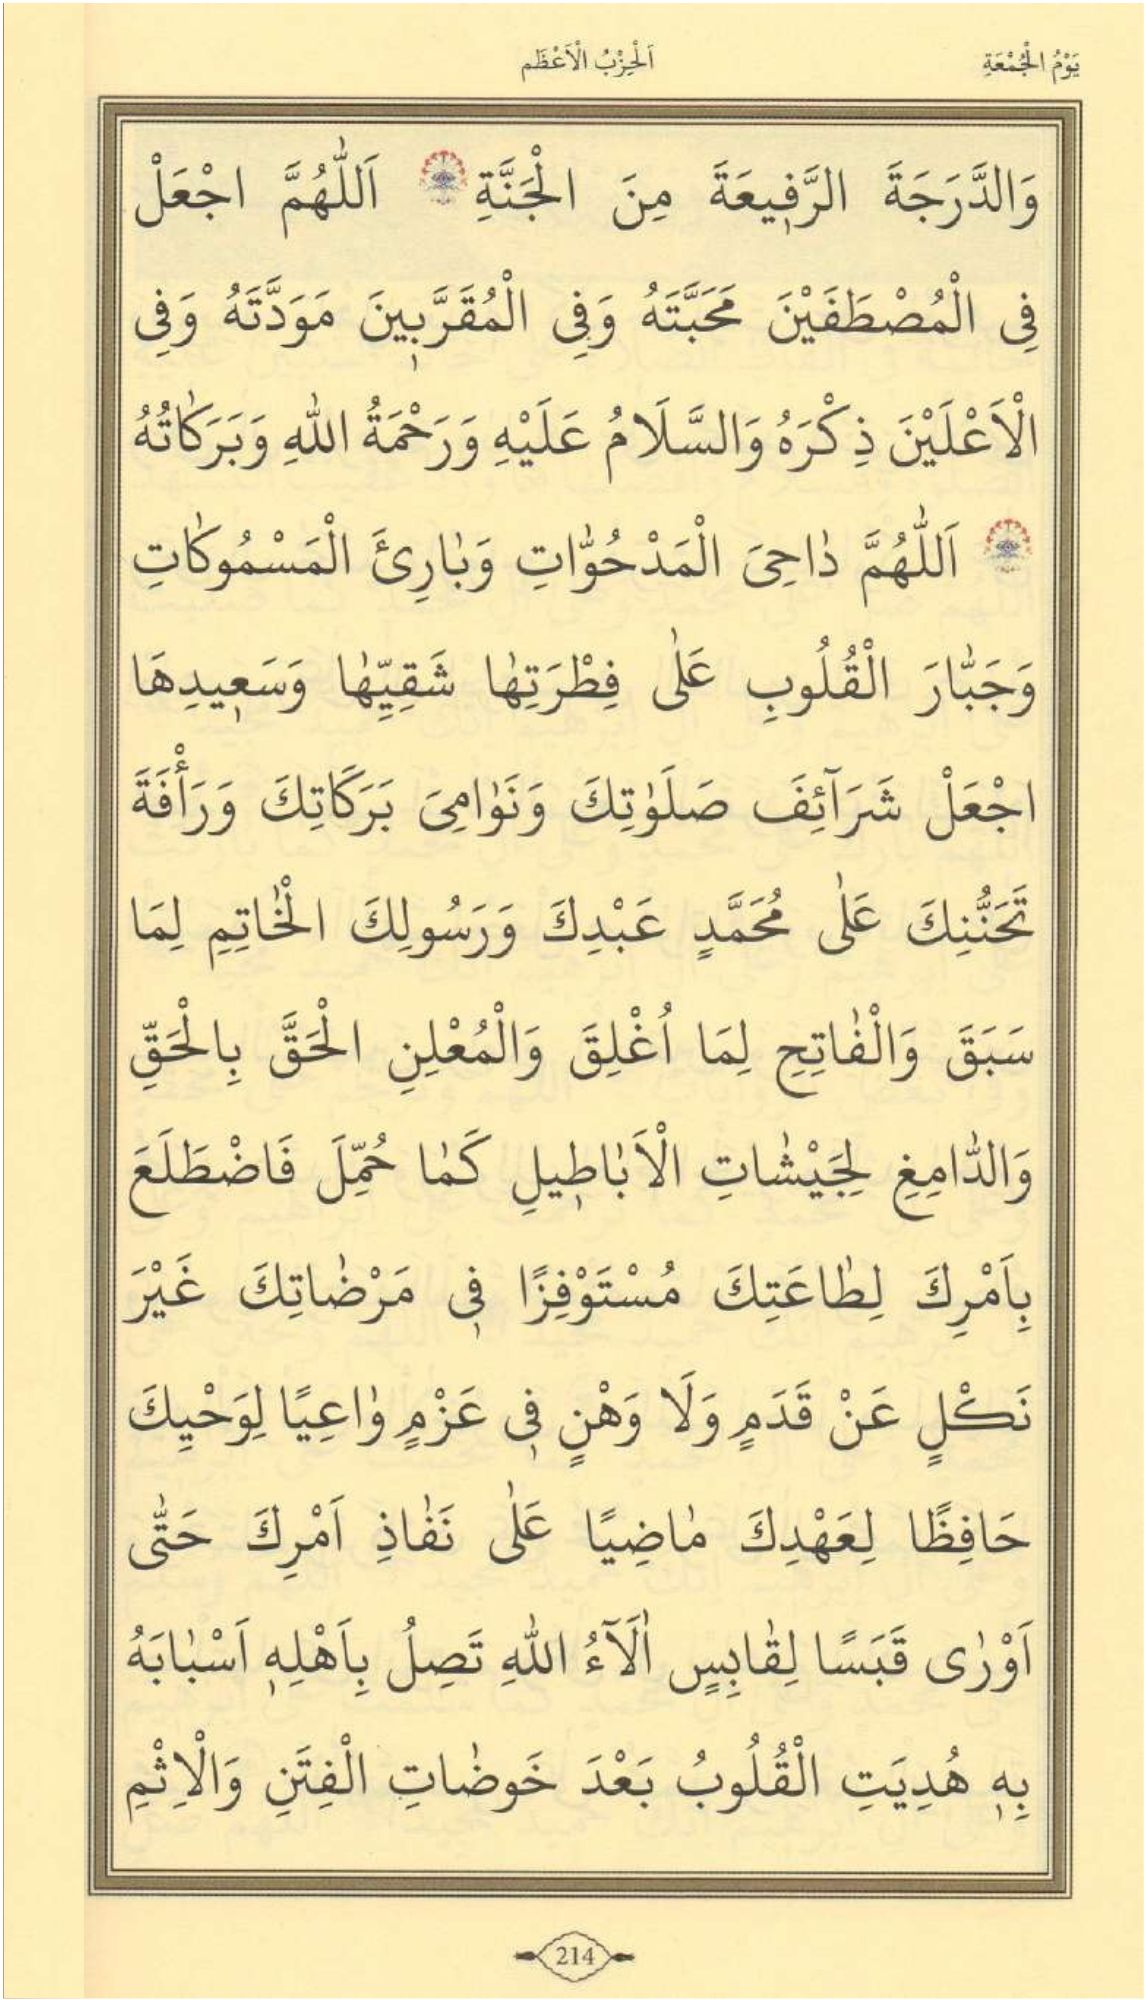 يَوْمُ الْجُمُعَةِ
اَلْحِزْبُ الْاَعْظَم
وَالدَّرَجَةَ الرَّفٖيعَةَ مِنَ الْجَنَّةِ اَللّٰهُمَّ اجْعَلْ
فِى الْمُصْطَفَيْنَ مَحَبَّتَهُ وَفِى الْمُقَرَّبٖينَ مَوَدَّتَهُ وَفِى
الْاَعْلَيْنَ ذِكْرَهُ وَالسَّلَامُ عَلَيْهِ وَرَحْمَةُ اللّٰهِ وَبَرَكَاتُهُ
اَللّٰهُمَّ دٰاحِىَ الْمَدْحُوّٰاتِ وَبٰارِئَ الْمَسْمُوكَاتِ
وَجَبّٰارَ الْقُلُوبِ عَلٰى فِطْرَتِهٰا شَقِيِّهٰا وَسَعٖيدِهَا
اجْعَلْ شَرَآئِفَ صَلَوٰتِكَ وَنَوٰامِىَ بَرَكَاتِكَ وَرَأْفَةَ
تَحَنُّنِكَ عَلٰى مُحَمَّدٍ عَبْدِكَ وَرَسُولِكَ الْخٰاتِمِ لِمَا
سَبَقَ وَالْفٰاتِحِ لِمَا اُغْلِقَ وَالْمُعْلِنِ الْحَقَّ بِالْحَقِّ
وَالدّٰامِغِ لِجَيْشٰاتِ الْاَبٰاطٖيلِ كَمٰا حُمِّلَ فَاضْطَلَعَ
بِاَمْرِكَ لِطٰاعَتِكَ مُسْتَوْفِزًا فٖى مَرْضٰاتِكَ غَيْرَ
نَكْلٍ عَنْ قَدَمٍ وَلَا وَهْنٍ فٖى عَزْمٍ وٰاعِيًا لِوَحْيِكَ
حَافِظًا لِعَهْدِكَ مٰاضِيًا عَلٰى نَفٰاذِ اَمْرِكَ حَتّٰى
اَوْرٰى قَبَسًا لِقٰابِسٍ اٰلَآءُ اللّٰهِ تَصِلُ بِاَهْلِهٖ اَسْبٰابَهُ
بِهٖ هُدِيَتِ الْقُلُوبُ بَعْدَ خَوضٰاتِ الْفِتَنِ وَالْاِثْمِ
214